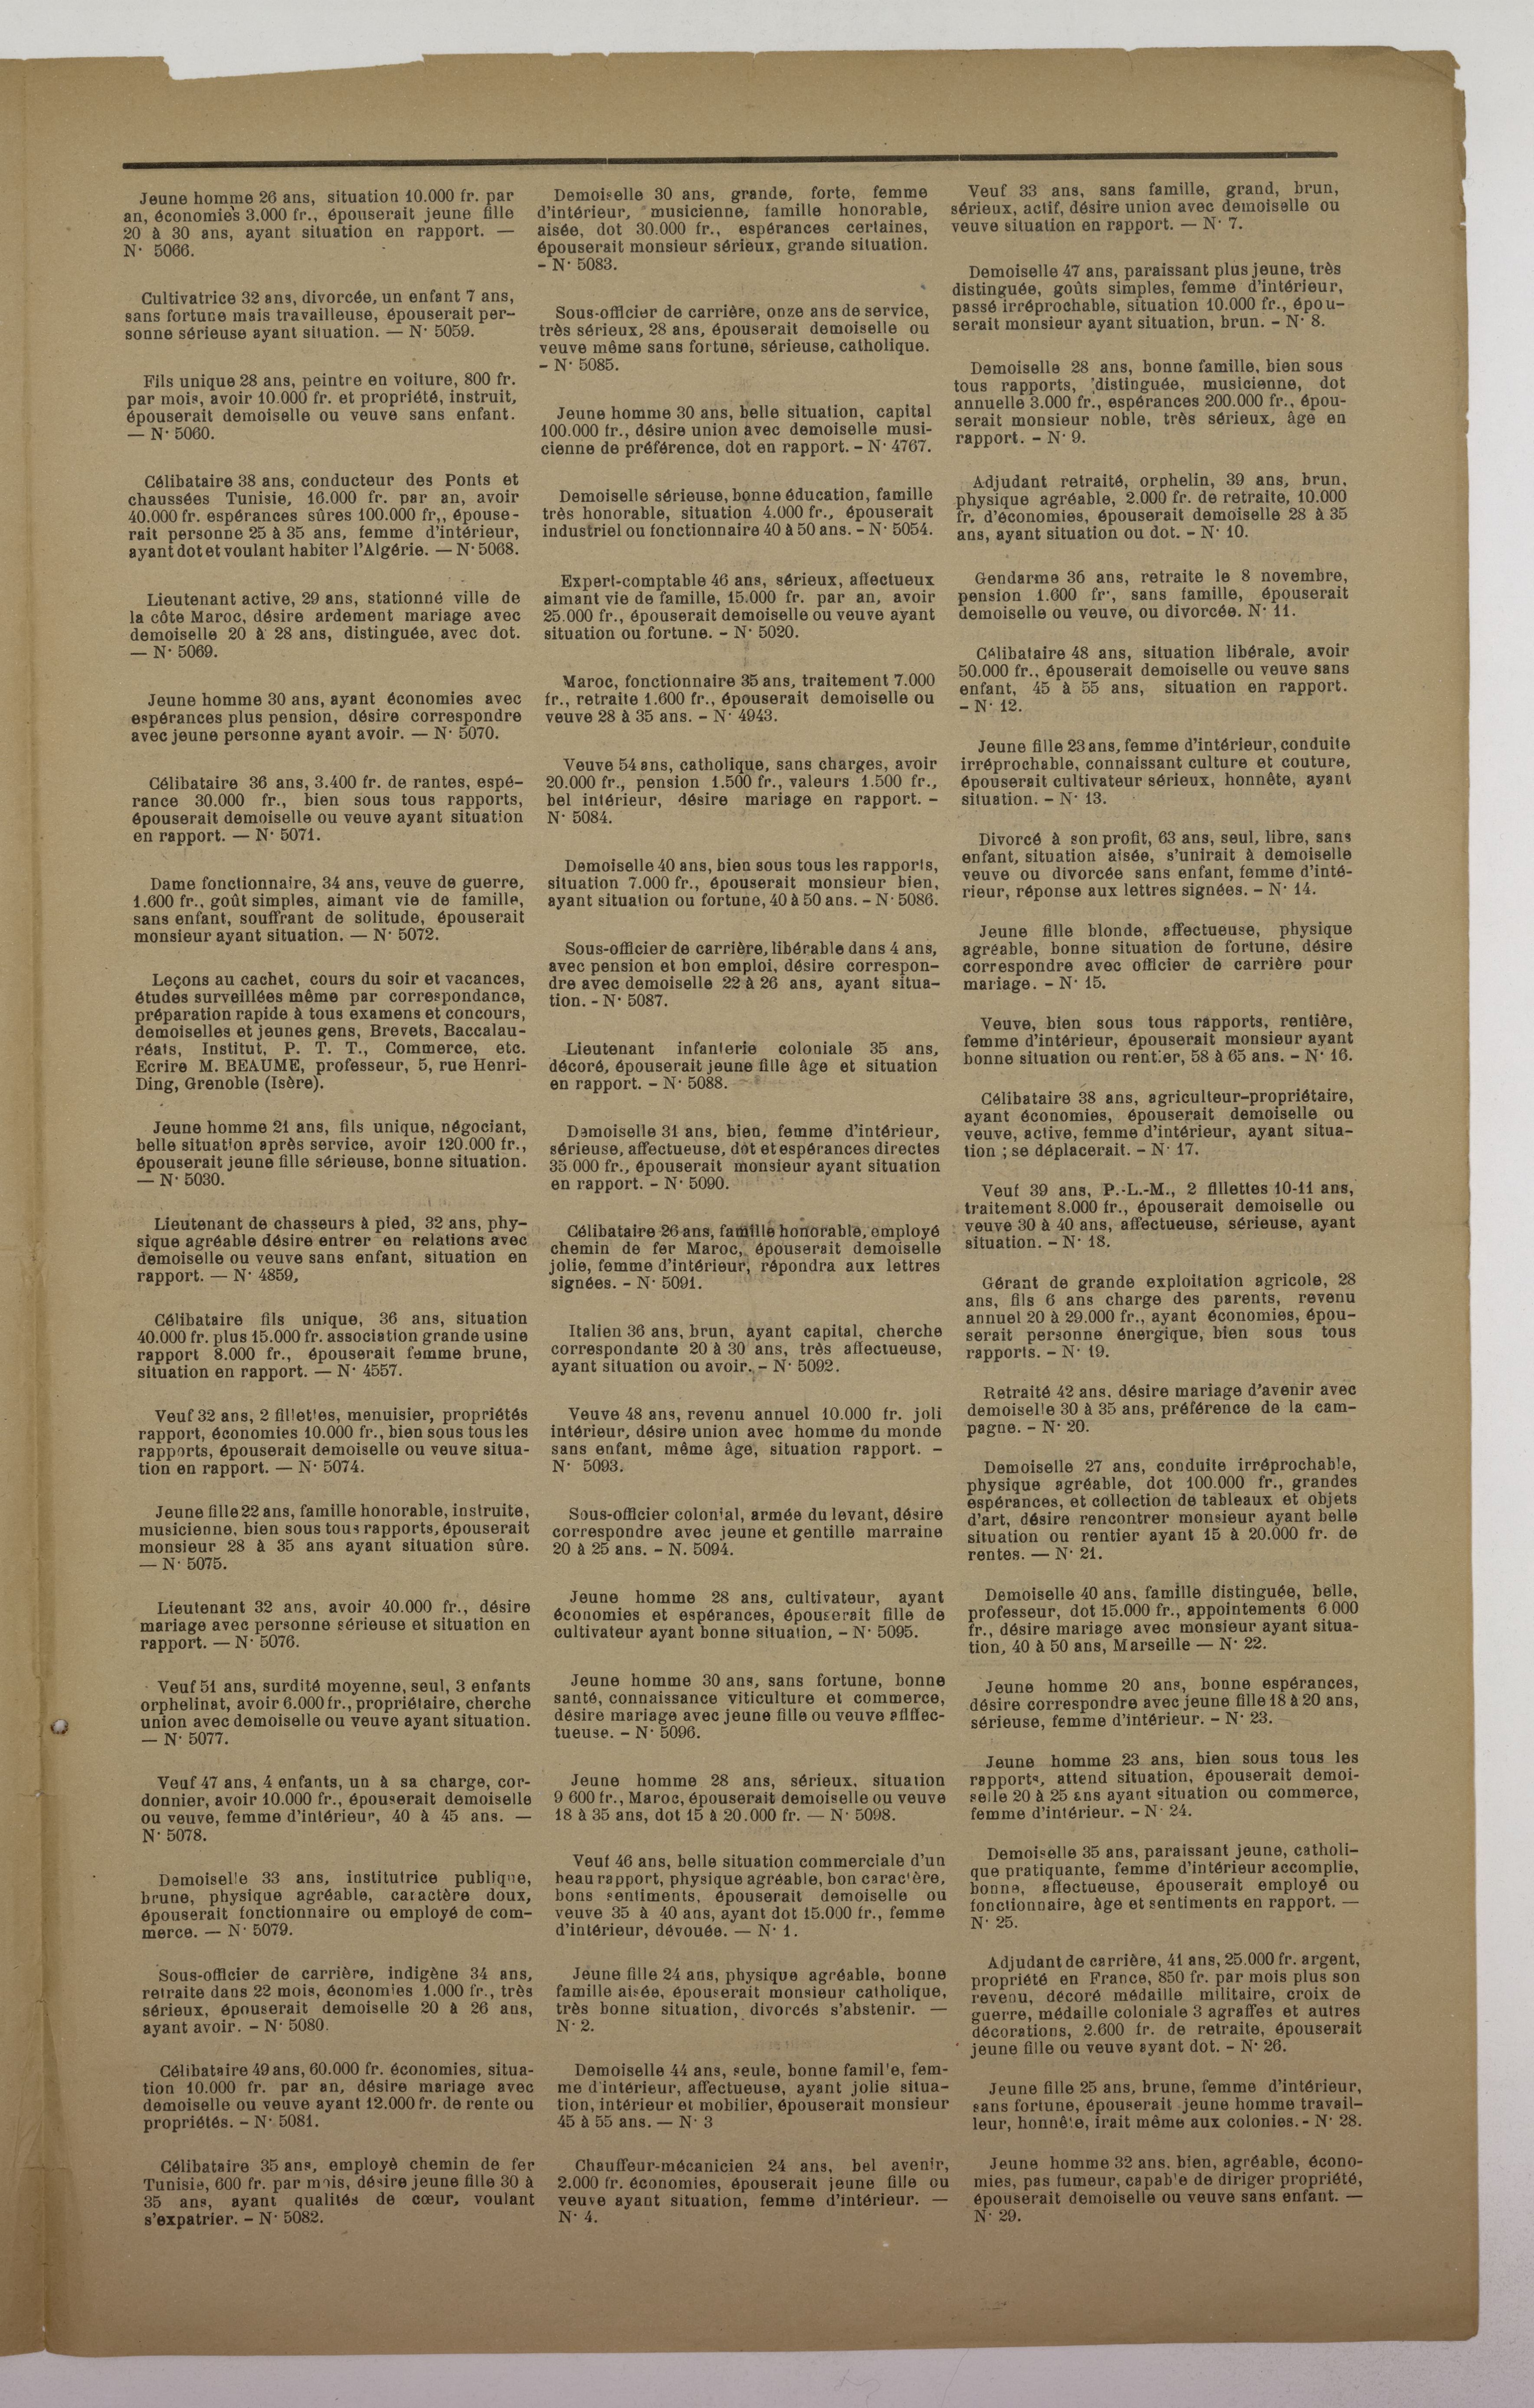 Jeune homme 26 ans, situation 10.000 fr. par
an, économies 3.000 fr., épouserait jeune fille
20 à 30 ans, ayant situation en rapport. —
N· 5066.
Cultivatrice 32 ans, divorcée, un enfant 7 ans,
sans fortune mais travailleuse, épouserait per-
sonne sérieuse ayant situation. — N· 5059.
Fils unique 28 ans, peintre en voiture, 800 fr.
par mois, avoir 10.000 fr. et propriété, instruit,
épouserait demoiselle ou veuve sans enfant.
— N· 5060.
Célibataire 38 ans, conducteur des Ponts et
chaussées Tunisie, 16.000 fr. par an, avoir
40.000 fr. espérances sûres 100.000 fr,, épouse-
rait personne 25 à 35 ans, femme d'intérieur,
ayant dot et voulant habiter l'Algérie. — N· 5068.
Lieutenant active, 29 ans, stationné ville de
la côte Maroc, désire ardement mariage avec
demoiselle 20 à 28 ans, distinguée, avec dot.
— N· 5069.
Jeune homme 30 ans, ayant économies avec
espérances plus pension, désire correspondre
avec jeune personne ayant avoir. — N· 5070.
Célibataire 36 ans, 3.400 fr. de rantes, espé-
rance 30.000 fr., bien sous tous rapports,
épouserait demoiselle ou veuve ayant situation
en rapport. — N· 5071.
Dame fonctionnaire, 34 ans, veuve de guerre,
1.600 fr., goût simples, aimant vie de famille,
sans enfant, souffrant de solitude, épouserait
monsieur ayant situation. — N· 5072.
Leçons au cachet, cours du soir et vacances,
études surveillées même par correspondance,
préparation rapide à tous examens et concours,
demoiselles et jeunes gens, Brevets, Baccalau-
réats, Institut, P. T. T., Commerce, etc.
Ecrire M. BEAUME, professeur, 5, rue Henri-
Ding, Grenoble (Isère).
Jeune homme 21 ans, fils unique, négociant,
belle situation après service, avoir 120.000 fr.,
épouserait jeune fille sérieuse, bonne situation.
— N· 5030.
Lieutenant de chasseurs à pied, 32 ans, phy-
sique agréable désire entrer en relations avec
demoiselle ou veuve sans enfant, situation en
rapport. — N· 4859,
Célibataire fils unique, 36 ans, situation
40.000 fr. plus 15.000 fr. association grande usine
rapport 8.000 fr., épouserait femme brune,
situation en rapport. — N· 4557.
Veuf 32 ans, 2 fillettes, menuisier, propriétés
rapport, économies 10.000 fr., bien sous tous les
rapports, épouserait demoiselle ou veuve situa-
tion en rapport. — N· 5074.
Jeune fille 22 ans, famille honorable, instruite,
musicienne, bien sous tous rapports, épouserait
monsieur 28 à 35 ans ayant situation sûre.
— N· 5075.
Lieutenant 32 ans, avoir 40.000 fr., désire
mariage avec personne sérieuse et situation en
rapport. — N· 5076.
Veuf 51 ans, surdité moyenne, seul, 3 enfants
orphelinat, avoir 6.000 fr., propriétaire, cherche
union avec demoiselle ou veuve ayant situation.
— N· 5077.
Veuf 47 ans, 4 enfants, un à sa charge, cor-
donnier, avoir 10.000 fr., épouserait demoiselle
ou veuve, femme d'intérieur, 40 à 45 ans. —
N· 5078.
Demoiselle 33 ans, institutrice publique,
brune, physique agréable, caractère doux,
épouserait fonctionnaire ou employé de com-
merce. — N· 5079.
Sous-officier de carrière, indigène 34 ans,
retraite dans 22 mois, économies 1.000 fr., très
sérieux, épouserait demoiselle 20 à 26 ans,
ayant avoir. - N· 5080.
Célibataire 49 ans, 60.000 fr. économies, situa-
tion 10.000 fr. par an, désire mariage avec
demoiselle ou veuve ayant 12.000 fr. de rente ou
propriétés. - N· 5081.
Célibataire 35 ans, employé chemin de fer
Tunisie, 600 fr. par mois, désire jeune fille 30 à
35 ans, ayant qualités de cœur, voulant
s'expatrier. - N· 5082.
Demoiselle 30 ans, grande, forte, femme
d'intérieur, musicienne, famille honorable,
aisée, dot 30.000 fr., espérances certaines,
épouserait monsieur sérieux, grande situation.
- N· 5083.
Sous-officier de carrière, onze ans de service,
très sérieux, 28 ans, épouserait demoiselle ou
veuve même sans fortune, sérieuse, catholique.
- N· 5085.
Jeune homme 30 ans, belle situation, capital
100.000 fr., désire union avec demoiselle musi-
cienne de préférence, dot en rapport. - N· 4767.
Demoiselle sérieuse, bonne éducation, famille
très honorable, situation 4.000 fr., épouserait
industriel ou fonctionnaire 40 à 50 ans. - N· 5054.
Expert-comptable 46 ans, sérieux, affectueux
aimant vie de famille, 15.000 fr. par an, avoir
25.000 fr., épouserait demoiselle ou veuve ayant
situation ou fortune. - N· 5020.
Maroc, fonctionnaire 35 ans, traitement 7.000
fr., retraite 1.600 fr., épouserait demoiselle ou
veuve 28 à 35 ans. - N· 4943.
Veuve 54 ans, catholique, sans charges, avoir
20.000 fr., pension 1.500 fr., valeurs 1.500 fr.,
bel intérieur, désire mariage en rapport. -
N· 5084.
Demoiselle 40 ans, bien sous tous les rapports,
situation 7.000 fr., épouserait monsieur bien,
ayant situation ou fortune, 40 à 50 ans. - N· 5086.
Sous-officier de carrière, libérable dans 4 ans,
avec pension et bon emploi, désire correspon-
dre avec demoiselle 22 à 26 ans, ayant situa-
tion. - N· 5087.
Lieutenant infanterie coloniale 35 ans,
décoré, épouserait jeune fille âge et situation
en rapport. - N· 5088.
Demoiselle 31 ans, bien, femme d'intérieur,
sérieuse, affectueuse, dot et espérances directes
35.000 fr., épouserait monsieur ayant situation
en rapport. - N· 5090.
Célibataire 26 ans, famille honorable, employé
chemin de fer Maroc, épouserait demoiselle
jolie, femme d'intérieur, répondra aux lettres
signées. - N· 5091.
Italien 36 ans, brun, ayant capital, cherche
correspondante 20 à 30 ans, très affectueuse,
ayant situation ou avoir. - N· 5092.
Veuve 48 ans, revenu annuel 10.000 fr. joli
intérieur, désire union avec homme du monde
sans enfant, même âge, situation rapport. -
N· 5093.
Sous-officier colonial, armée du levant, désire
correspondre avec jeune et gentille marraine
20 à 25 ans. - N. 5094.
Jeune homme 28 ans, cultivateur, ayant
économies et espérances, épouserait fille de
cultivateur ayant bonne situation, - N· 5095.
Jeune homme 30 ans, sans fortune, bonne
santé, connaissance viticulture et commerce,
désire mariage avec jeune fille ou veuve afffec-
tueuse. - N· 5096.
Jeune homme 28 ans, sérieux, situation
9 600 fr., Maroc, épouserait demoiselle ou veuve
18 à 35 ans, dot 15 à 20.000 fr. — N· 5098.
Veuf 46 ans, belle situation commerciale d'un
beau rapport, physique agréable, bon caractère,
bons sentiments, épouserait demoiselle ou
veuve 35 à 40 ans, ayant dot 15.000 fr., femme
d'intérieur, dévouée. — N· 1.
Jeune fille 24 ans, physique agréable, bonne
famille aisée, épouserait monsieur catholique,
très bonne situation, divorcés s'abstenir. —
N· 2.
Demoiselle 44 ans, seule, bonne famille, fem-
me d'intérieur, affectueuse, ayant jolie situa-
tion, intérieur et mobilier, épouserait monsieur
45 à 55 ans. — N· 3
Chauffeur-mécanicien 24 ans, bel avenir,
2.000 fr. économies, épouserait jeune fille ou
veuve ayant situation, femme d'intérieur. —
N· 4.
Veuf 33 ans, sans famille, grand, brun,
sérieux, actif, désire union avec demoiselle ou
veuve situation en rapport. — N· 7.
Demoiselle 47 ans, paraissant plus jeune, très
distinguée, goûts simples, femme d'intérieur,
passé irréprochable, situation 10.000 fr., épou-
serait monsieur ayant situation, brun. - N· 8.
Demoiselle 28 ans, bonne famille, bien sous
tous rapports, distinguée, musicienne, dot
annuelle 3.000 fr., espérances 200.000 fr., épou-
serait monsieur noble, très sérieux, âge en
rapport. - N· 9.
Adjudant retraité, orphelin, 39 ans, brun,
physique agréable, 2.000 fr. de retraite, 10.000
fr. d'économies, épouserait demoiselle 28 à 35
ans, ayant situation ou dot. - N· 10.
Gendarme 36 ans, retraite le 8 novembre,
pension 1.600 fr·, sans famille, épouserait
demoiselle ou veuve, ou divorcée. N· 11.
Célibataire 48 ans, situation libérale, avoir
50.000 fr., épouserait demoiselle ou veuve sans
enfant, 45 à 55 ans, situation en rapport.
- N· 12.
Jeune fille 23 ans, femme d'intérieur, conduite
irréprochable, connaissant culture et couture,
épouserait cultivateur sérieux, honnête, ayant
situation. - N· 13.
Divorcé à son profit, 63 ans, seul, libre, sans
enfant, situation aisée, s'unirait à demoiselle
veuve ou divorcée sans enfant, femme d'inté-
rieur, réponse aux lettres signées. - N· 14.
Jeune fille blonde, affectueuse, physique
agréable, bonne situation de fortune, désire
correspondre avec officier de carrière pour
mariage. - N· 15.
Veuve, bien sous tous rapports, rentière,
femme d'intérieur, épouserait monsieur ayant
bonne situation ou rentier, 58 à 65 ans. - N· 16.
Célibataire 38 ans, agriculteur-propriétaire,
ayant économies, épouserait demoiselle ou
veuve, active, femme d'intérieur, ayant situa-
tion ; se déplacerait. - N· 17.
Veuf 39 ans, P.-L.-M., 2 fillettes 10-11 ans,
traitement 8.000 fr., épouserait demoiselle ou
veuve 30 à 40 ans, affectueuse, sérieuse, ayant
situation. - N· 18.
Gérant de grande exploitation agricole, 28
ans, fils 6 ans charge des parents, revenu
annuel 20 à 29.000 fr., ayant économies, épou-
serait personne énergique, bien sous tous
rapports. - N· 19.
Retraité 42 ans, désire mariage d'avenir avec
demoiselle 30 à 35 ans, préférence de la cam-
pagne. - N· 20.
Demoiselle 27 ans, conduite irréprochable,
physique agréable, dot 100.000 fr., grandes
espérances, et collection de tableaux et objets
d'art, désire rencontrer monsieur ayant belle
situation ou rentier ayant 15 à 20.000 fr. de
rentes. — N· 21.
Demoiselle 40 ans, famille distinguée, belle,
professeur, dot 15.000 fr., appointements 6.000
fr., désire mariage avec monsieur ayant situa-
tion, 40 à 50 ans, Marseille — N· 22.
Jeune homme 20 ans, bonne espérances,
désire correspondre avec jeune fille 18 à 20 ans,
sérieuse, femme d'intérieur. - N· 23.
Jeune homme 23 ans, bien sous tous les
rapports, attend situation, épouserait demoi-
selle 20 à 25 ans ayant situation ou commerce,
femme d'intérieur. - N· 24.
Demoiselle 35 ans, paraissant jeune, catholi-
que pratiquante, femme d'intérieur accomplie,
bonne, affectueuse, épouserait employé ou
fonctionnaire, âge et sentiments en rapport. —
N· 25.
Adjudant de carrière, 41 ans, 25.000 fr. argent,
propriété en France, 850 fr. par mois plus son
revenu, décoré médaille militaire, croix de
guerre, médaille coloniale 3 agraffes et autres
décorations, 2.600 fr. de retraite, épouserait
jeune fille ou veuve ayant dot. - N· 26.
Jeune fille 25 ans, brune, femme d'intérieur,
sans fortune, épouserait jeune homme travail-
leur, honnête, irait même aux colonies. - N· 28.
Jeune homme 32 ans, bien, agréable, écono-
mies, pas fumeur, capable de diriger propriété,
épouserait demoiselle ou veuve sans enfant. —
N· 29.